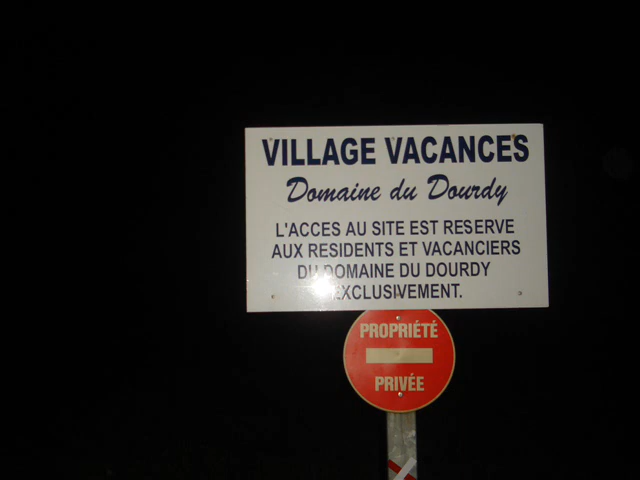 VILLAGE VACANCES
Domaine du Dourdy
L'ACCES AU SITE EST RESERVE
AUX RESIDENTS ET VACANCIERS
DU DOMAINE DU DOURDY
EXCLUSIVEMENT.
PROPRIÉTÉ
PRIVÉE